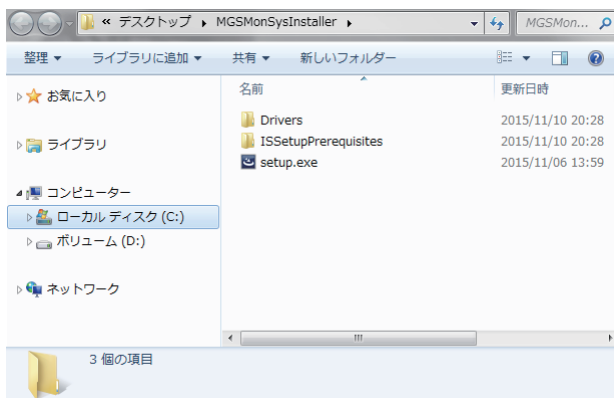 « デスクトップ ▸ MGSMonSysInstaller ▸ MGSMon...
整理 ▼ ライブラリに追加 ▼ 共有 ▼ 新しいフォルダー
お気に入り
ライブラリ
コンピューター
ローカル ディスク (C:)
ボリューム (D:)
ネットワーク
名前 更新日時
Drivers 2015/11/10 20:28
ISSetupPrerequisites 2015/11/10 20:28
setup.exe 2015/11/06 13:59
3 個の項目